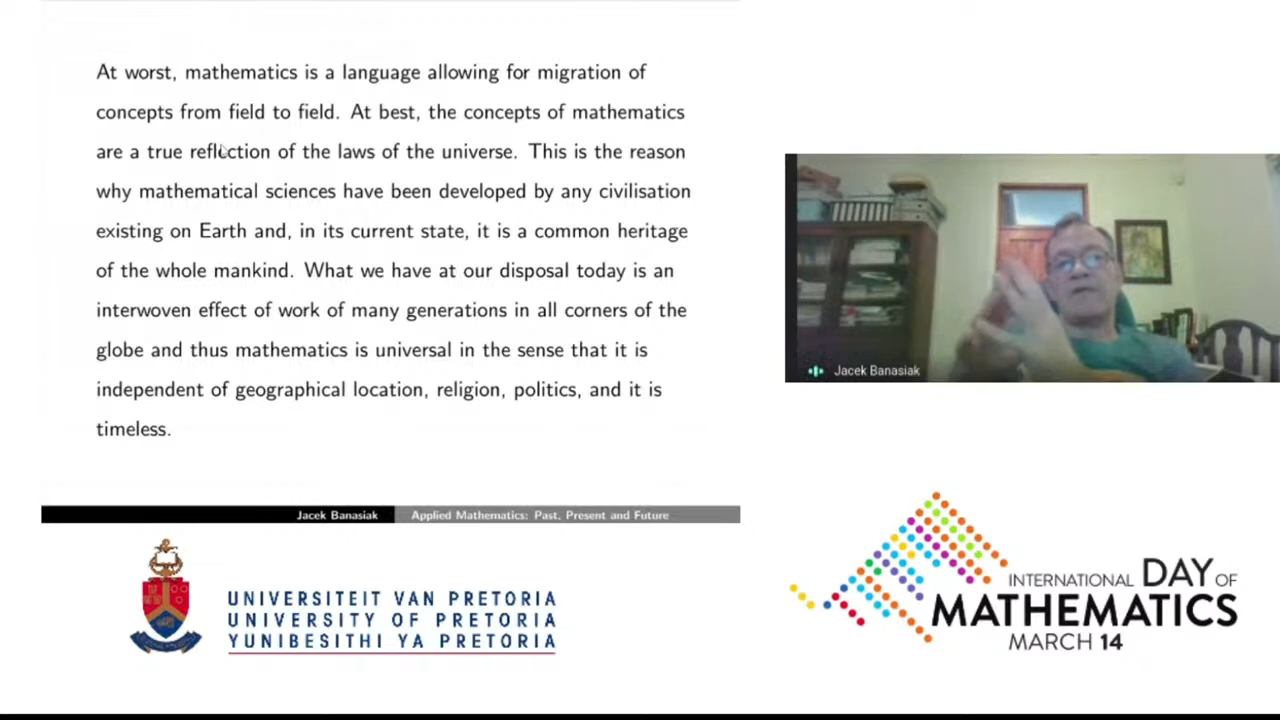 At worst, mathematics is a language allowing for migration of
concepts from field to field. At best, the concepts of mathematics
are a true reflection of the laws of the universe. This is the reason
why mathematical sciences have been developed by any civilisation
existing on Earth and, in its current state, it is a common heritage
of the whole mankind. What we have at our disposal today is an
interwoven effect of work of many generations in all corners of the
globe and thus mathematics is universal in the sense that it is
independent of geographical location, religion, politics, and it is
timeless.
Jacek Banasiak
Applied Mathematics: Past, Present and Future
Jacek Banasiak
UNIVERSITEIT VAN PRETORIA
UNIVERSITY OF PRETORIA
YUNIBESITHI YA PRETORIA
INTERNATIONAL DAY OF
MATHEMATICS
MARCH 14